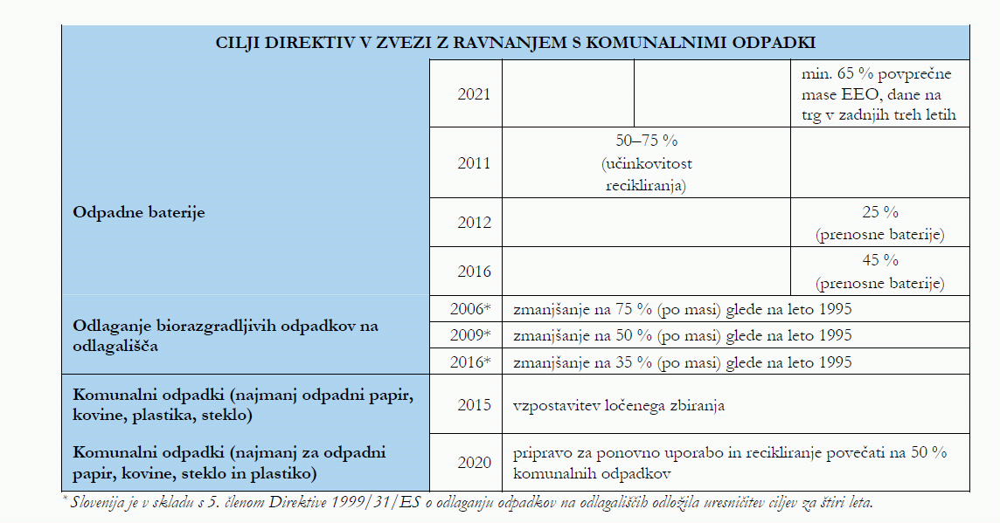 CILJI DIREKTIV V ZVEZI Z RAVNANJEM S KOMUNALNIMI ODPADKI
2021
min. 65 % povprečne
mase EEO, dane na
trg v zadnjih treh letih
Odpadne baterije
2011
50–75 %
(učinkovitost
recikliranja)
2012
25 %
(prenosne baterije)
2016
45 %
(prenosne baterije)
Odlaganje biorazgradljivih odpadkov na
odlagališča
2006*
zmanjšanje na 75 % (po masi) glede na leto 1995
2009*
zmanjšanje na 50 % (po masi) glede na leto 1995
2016*
zmanjšanje na 35 % (po masi) glede na leto 1995
Komunalni odpadki (najmanj odpadni papir,
kovine, plastika, steklo)
2015
vzpostavitev ločenega zbiranja
Komunalni odpadki (najmanj za odpadni
papir, kovine, steklo in plastiko)
2020
pripravo za ponovno uporabo in recikliranje povečati na 50 %
komunalnih odpadkov
* Slovenija je v skladu s 5. členom Direktive 1999/31/ES o odlaganju odpadkov na odlagališčih odložila uresničitev ciljev za štiri leta.